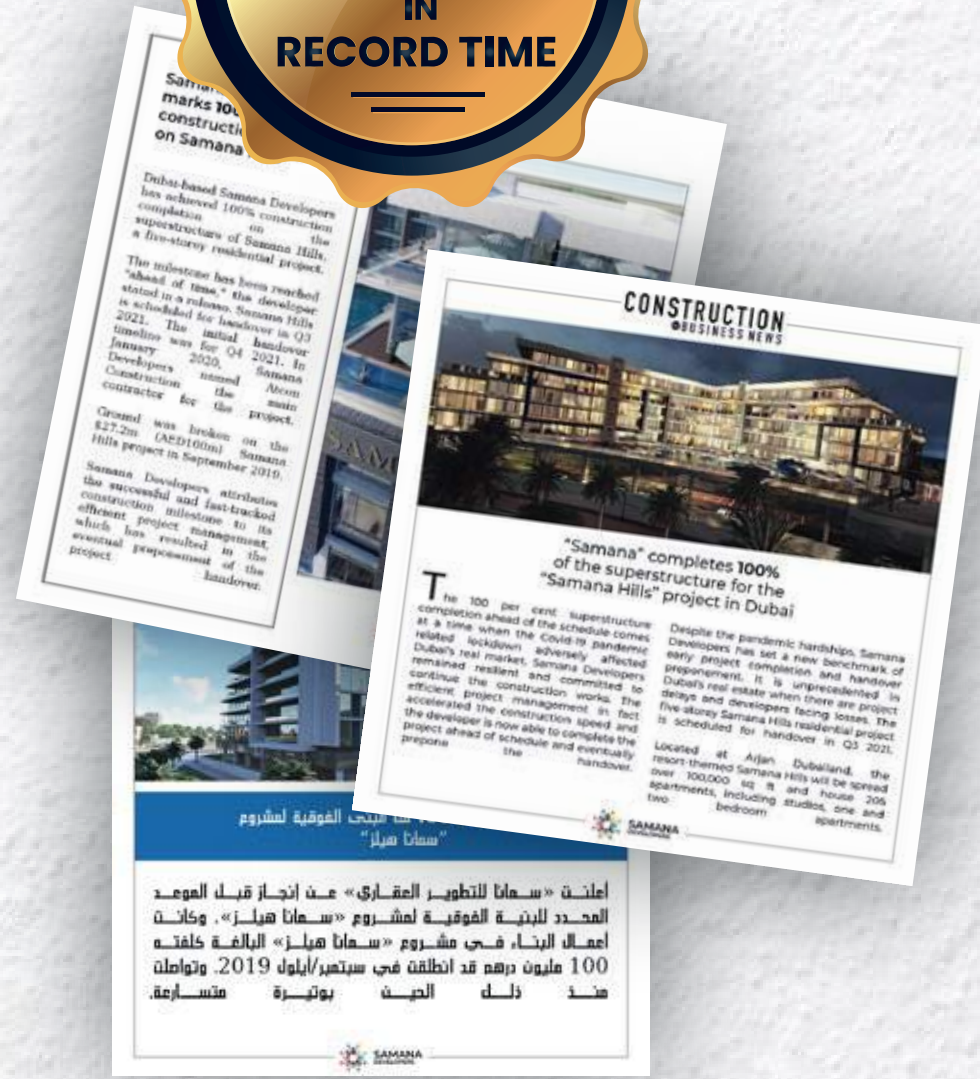 IN
RECORD TIME
marks
on Samana
Dubai-based Samana Developers
has achieved 100% construction
completion on the
superstructure of Samana Hills,
a five-storey residential project.
The milestone has been reached
"ahead of time," the developer
stated in a release. Samana Hills
is scheduled for handover in Q3
2021. The initial handover
timeline was for Q4 2021. In
January 2020, Samana
Developers named Atcon
Construction the main
contractor for the project.
Ground was broken on the
$27.2m (AED100m) Samana
Hills project in September 2019.
Samana Developers attributes
the successful and fast-tracked
construction milestone to its
efficient project management,
which has resulted in the
eventual preponement of the
project handover.
CONSTRUCTION
BUSINESS NEWS
"Samana" completes 100%
of the superstructure for the
"Samana Hills" project in Dubai
The 100 per cent superstructure
completion ahead of the schedule comes
at a time when the Covid-19 pandemic
related lockdown adversely affected
Dubai's real market, Samana Developers
remained resilient and committed to
continue the construction works. The
efficient project management in fact
accelerated the construction speed and
the developer is now able to complete the
project ahead of schedule and eventually
prepone the handover.
Despite the pandemic hardships, Samana
Developers has set a new benchmark of
early project completion and handover
preponement. It is unprecedented in
Dubai's real estate when there are project
delays and developers facing losses. The
five-storey Samana Hills residential project
is scheduled for handover in Q3 2021.
Located at Arjan Dubailand, the
resort-themed Samana Hills will be spread
over 100,000 sq ft and house 206
apartments, including studios, one and
two bedroom apartments.
SAMANA
DEVELOPERS
الفوقية لمشروع
"سمانا هيلز"
أعلنت «سمانا للتطوير العقاري» عن إنجاز قبل الموعد
المحدد للبنية الفوقية لمشروع «سمانا هيلز». وكانت
اعمال البناء في مشروع «سمانا هيلز» البالغة كلفته
100 مليون درهم قد انطلقت في سبتمبر/أيلول 2019. وتواصلت
منذ ذلك الحين بوتيرة متسارعة.
SAMANA
DEVELOPERS